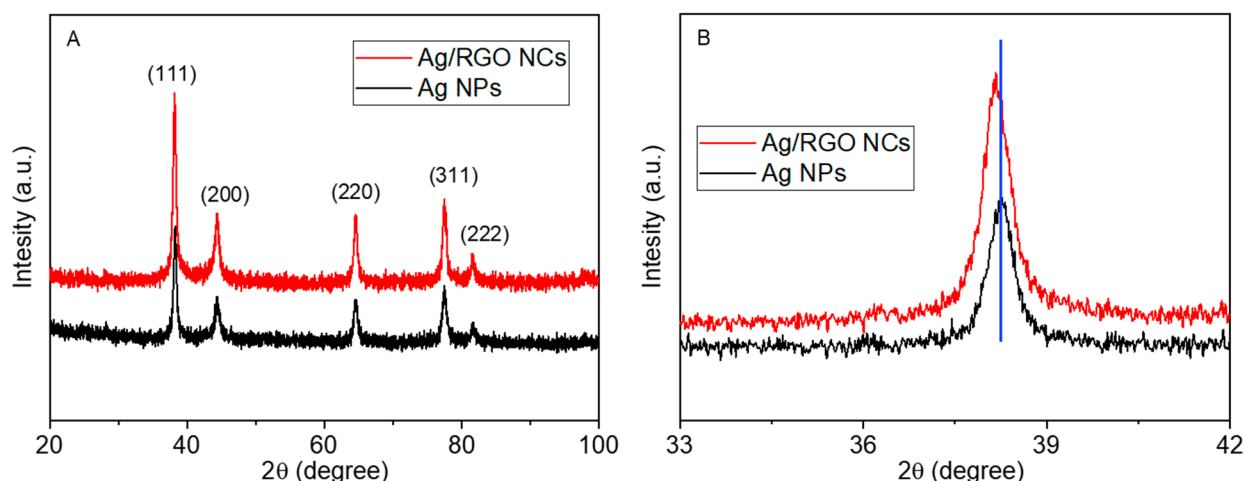 A
Ag/RGO NCs
Ag NPs
(111)
(200)
(220)
(311)
(222)
Intesity (a.u.)
20
40
60
80
100
2θ (degree)
B
Ag/RGO NCs
Ag NPs
Intesity (a.u.)
33
36
39
42
2θ (degree)